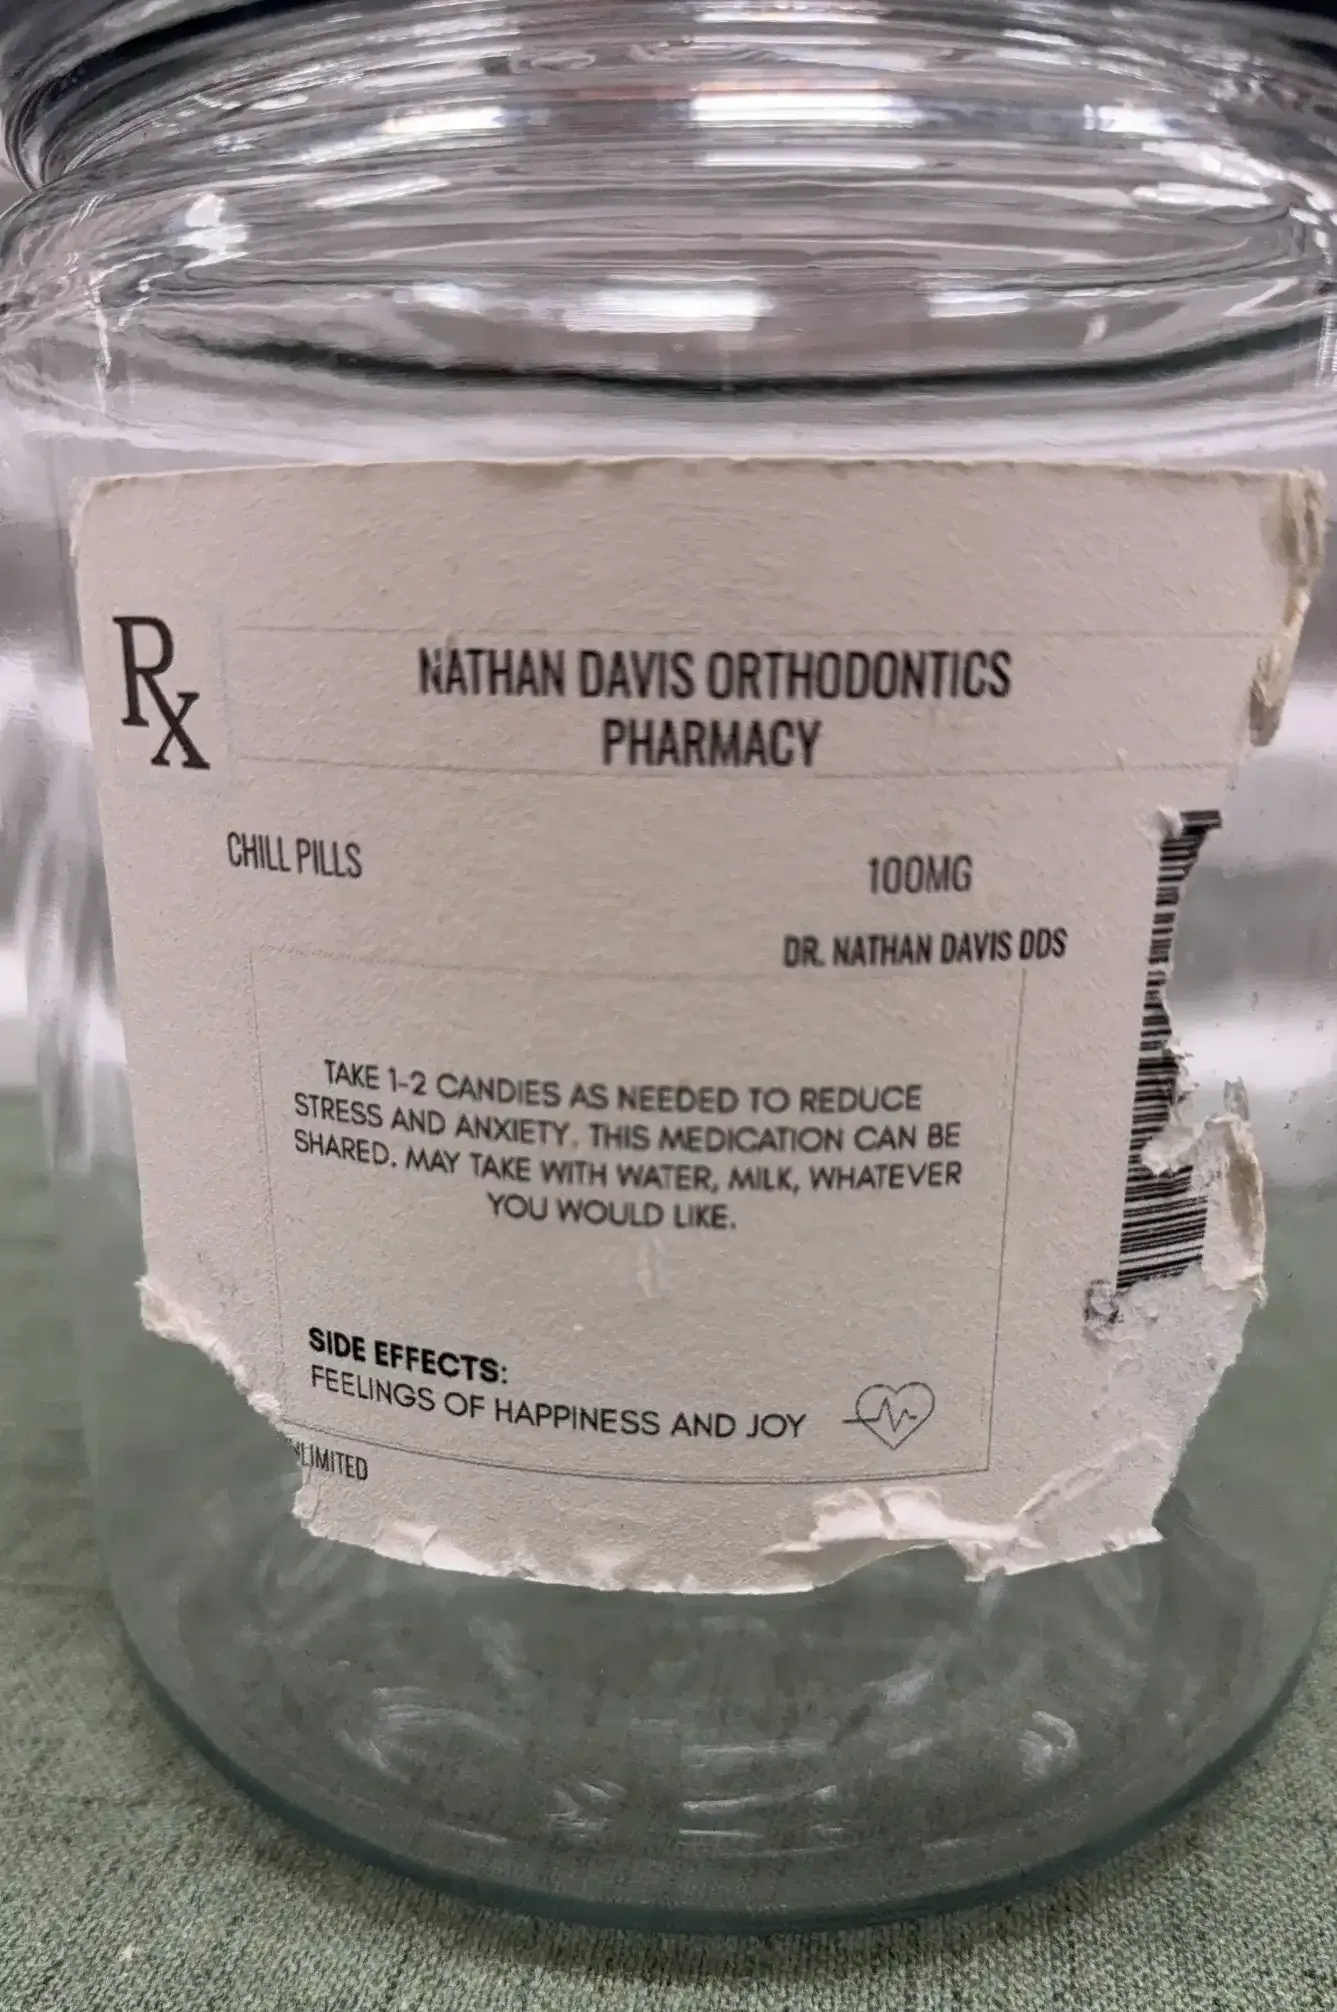 Rx
NATHAN DAVIS ORTHODONTICS
PHARMACY
CHILL PILLS
100MG
DR. NATHAN DAVIS DDS
TAKE 1-2 CANDIES AS NEEDED TO REDUCE
STRESS AND ANXIETY. THIS MEDICATION CAN BE
SHARED. MAY TAKE WITH WATER, MILK, WHATEVER
YOU WOULD LIKE.
SIDE EFFECTS:
FEELINGS OF HAPPINESS AND JOY